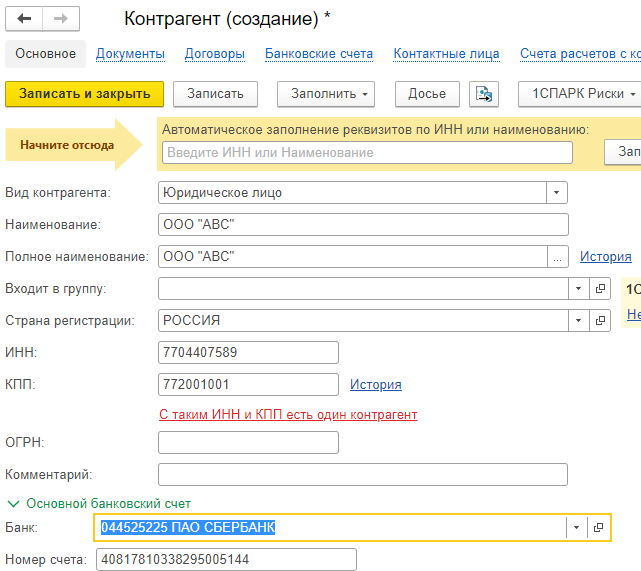 Контрагент (создание) *
Основное Документы Договоры Банковские счета Контактные лица Счета расчетов с ко
Записать и закрыть Записать Заполнить Досье 1СПАРК Риски
Автоматическое заполнение реквизитов по ИНН или наименованию:
Начните отсюда Введите ИНН или Наименование Зап
Вид контрагента: Юридическое лицо
Наименование: ООО "АВС"
Полное наименование: ООО "АВС" ... История
Входит в группу: 1С
Страна регистрации: РОССИЯ Не
ИНН: 7704407589
КПП: 772001001 История
С таким ИНН и КПП есть один контрагент
ОГРН:
Комментарий:
Основной банковский счет
Банк: 044525225 ПАО СБЕРБАНК
Номер счета: 40817810338295005144